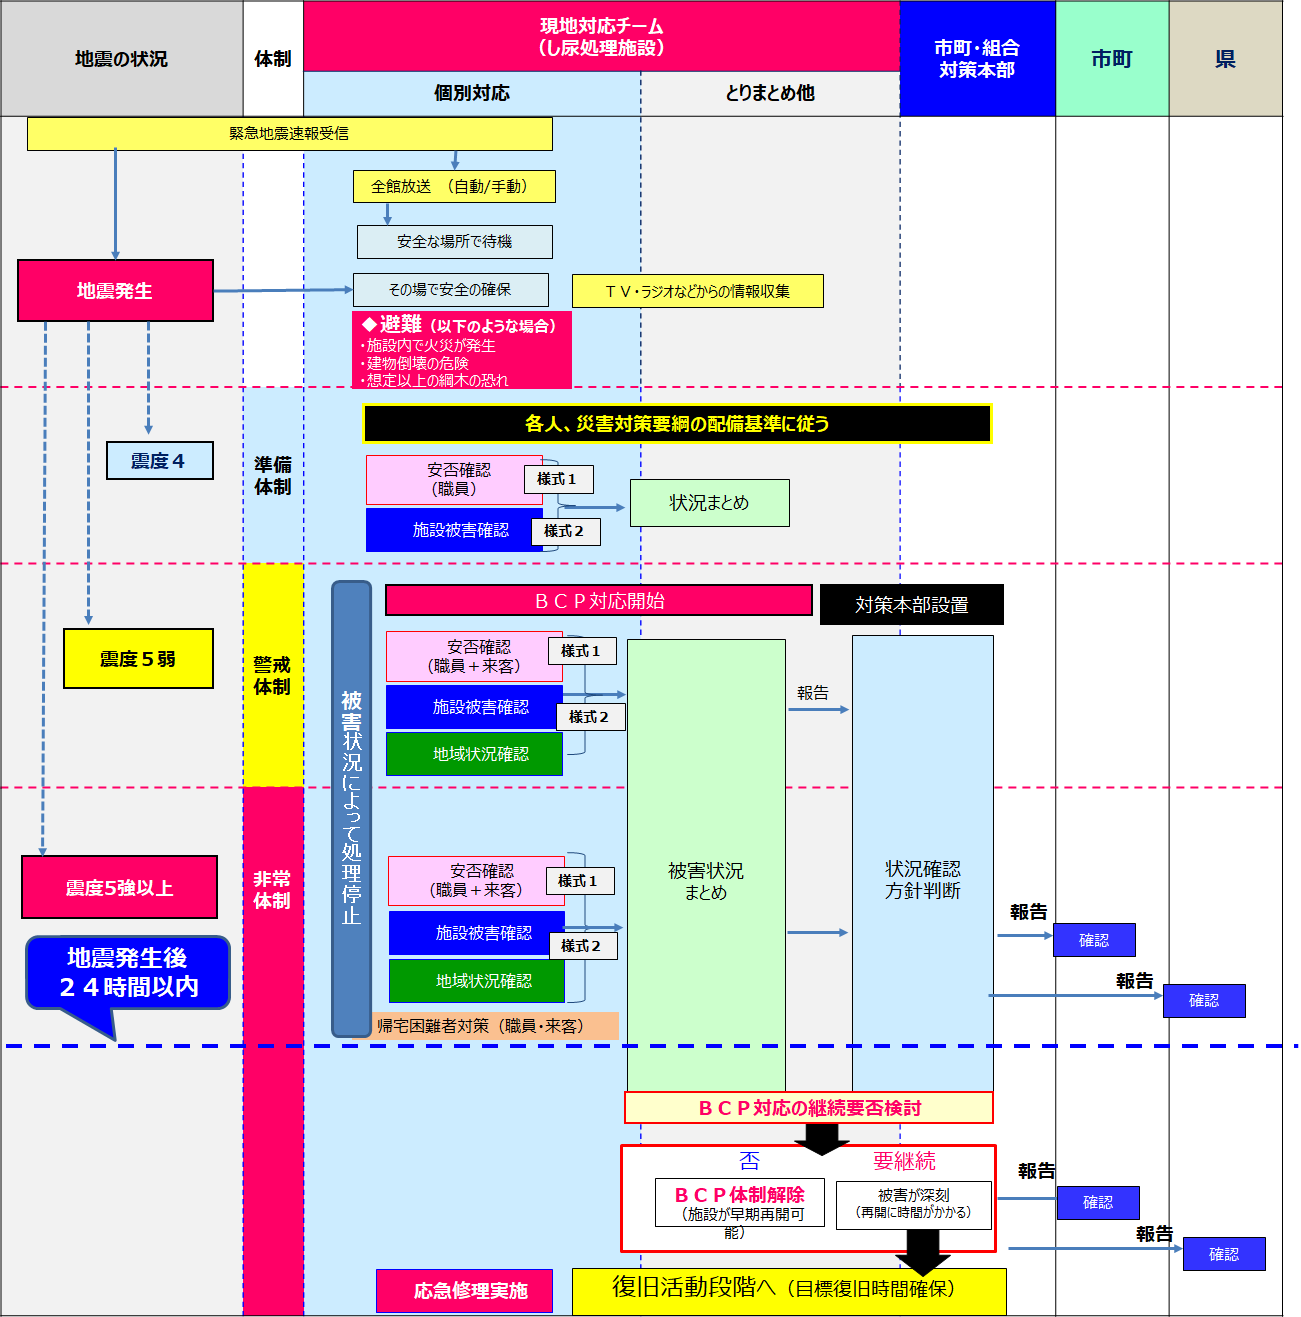 地震の状況
体制
現地対応チーム
（し尿処理施設）
個別対応
とりまとめ他
市町・組合
対策本部
市町
県
緊急地震速報受信
全館放送　（自動/手動）
安全な場所で待機
地震発生
その場で安全の確保
ＴＶ・ラジオなどからの情報収集
◆避難（以下のような場合）
・施設内で火災が発生
・建物倒壊の危険
・想定以上の綱木の恐れ
各人、災害対策要綱の配備基準に従う
震度４
準備
体制
安否確認
（職員）
様式１
施設被害確認
様式２
状況まとめ
ＢＣＰ対応開始
対策本部設置
震度５弱
警戒
体制
被害状況によって処理停止
安否確認
（職員＋来客）
様式１
施設被害確認
様式２
地域状況確認
報告
震度5強以上
非常
体制
安否確認
（職員＋来客）
様式１
施設被害確認
様式２
地域状況確認
被害状況
まとめ
状況確認
方針判断
報告
確認
報告
確認
地震発生後
２４時間以内
帰宅困難者対策（職員・来客）
ＢＣＰ対応の継続要否検討
否
要継続
ＢＣＰ体制解除
（施設が早期再開可
能）
被害が深刻
（再開に時間がかかる）
報告
確認
報告
確認
応急修理実施
復旧活動段階へ（目標復旧時間確保）